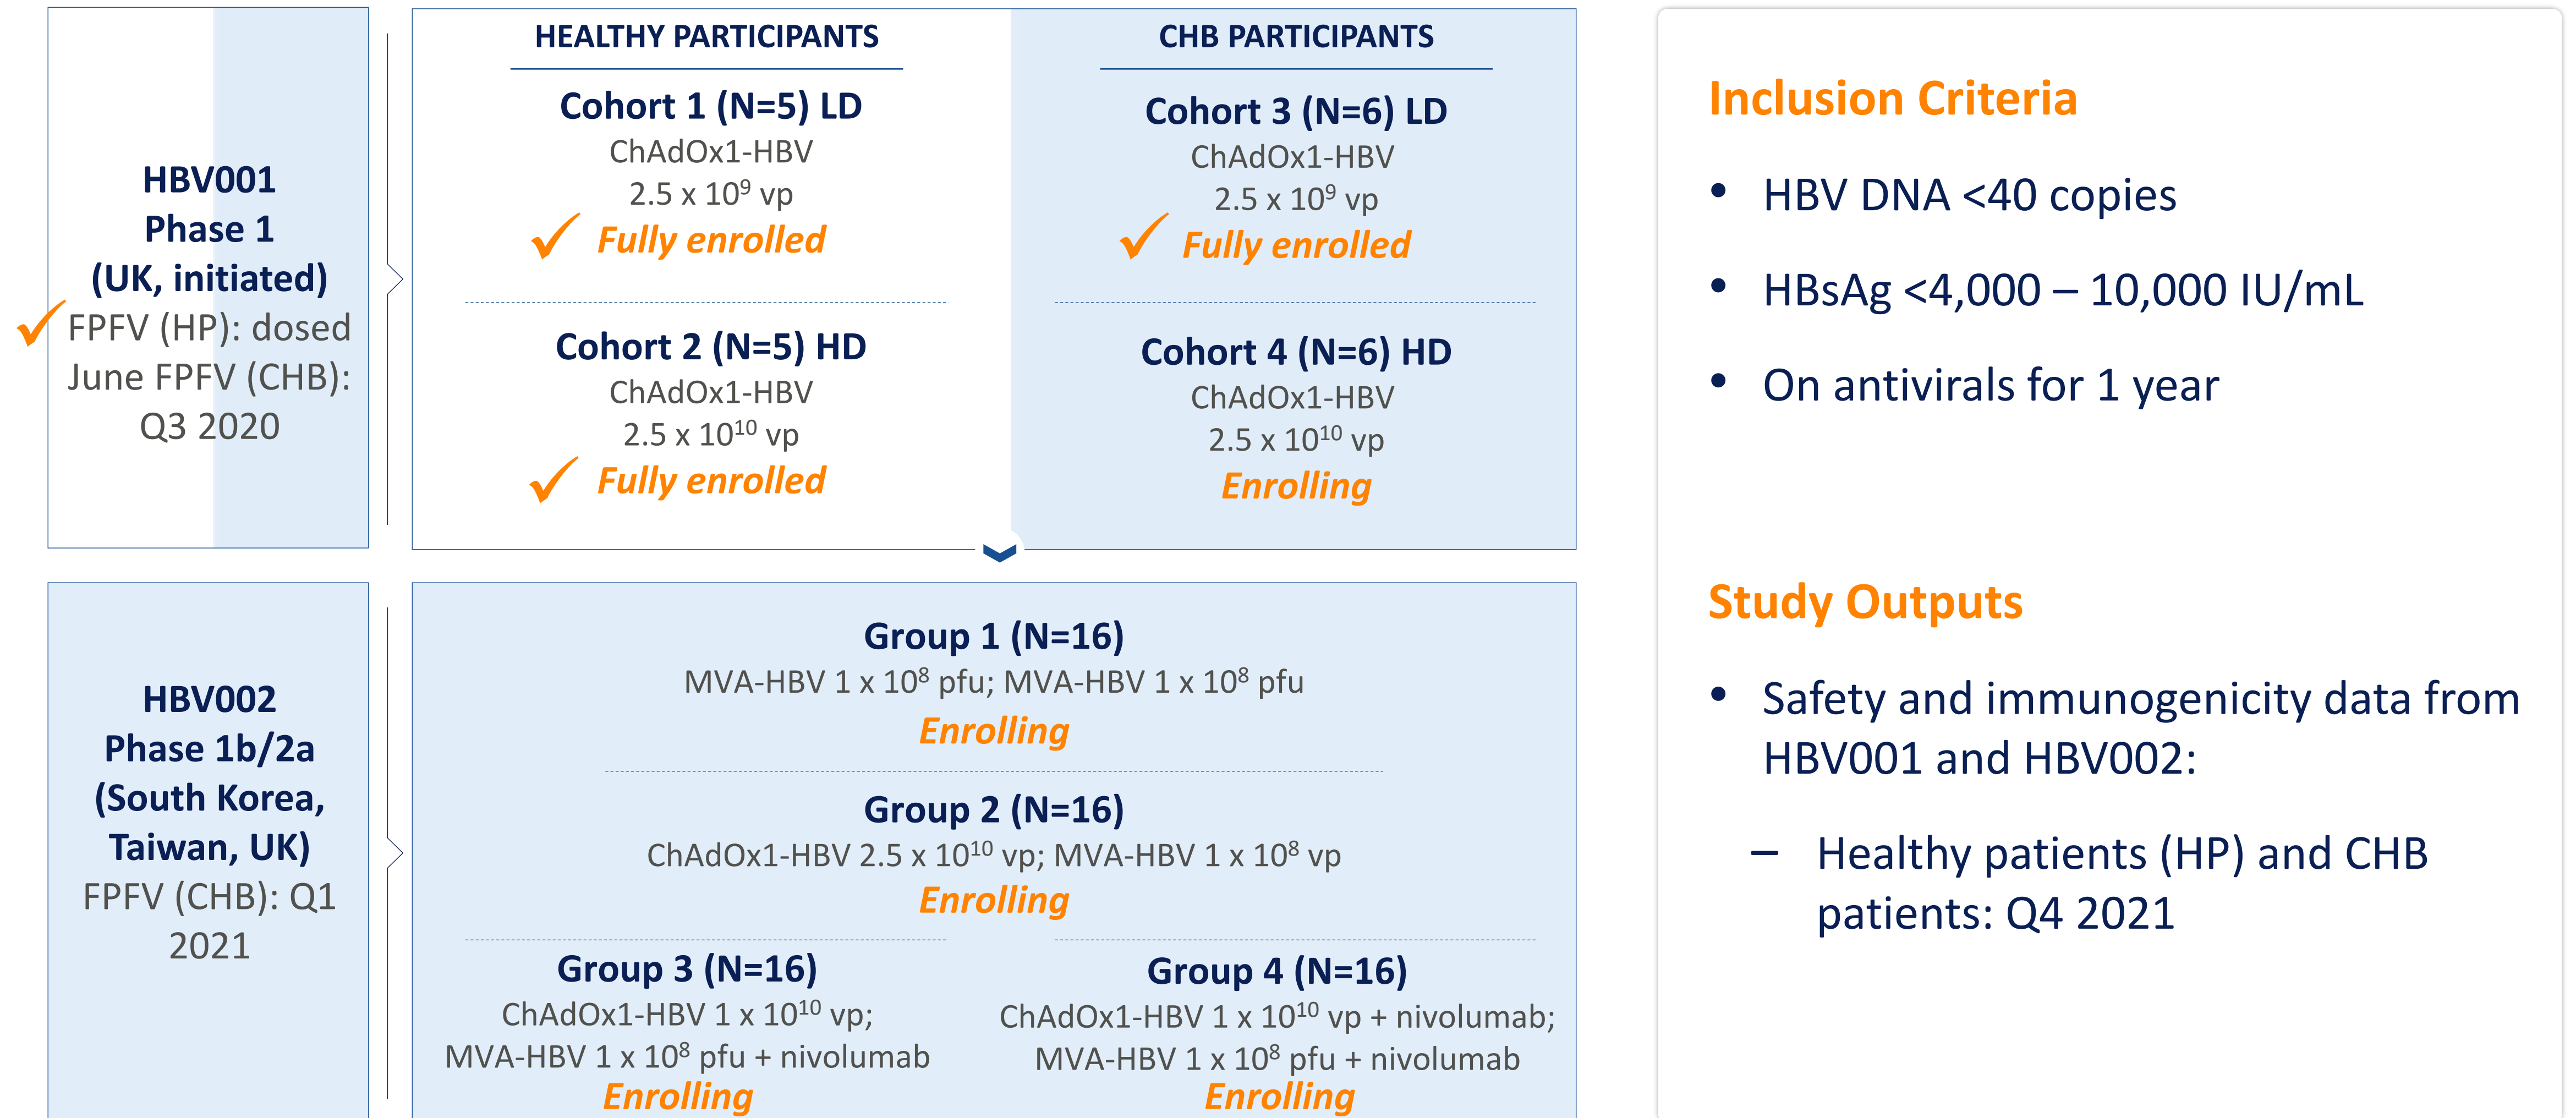 HBV001
Phase 1
(UK, initiated)
FPFV (HP): dosed
June FPFV (CHB):
Q3 2020
HEALTHY PARTICIPANTS
Cohort 1 (N=5) LD
ChAdOx1-HBV
2.5 x 10⁹ vp
Fully enrolled
Cohort 2 (N=5) HD
ChAdOx1-HBV
2.5 x 10¹⁰ vp
Fully enrolled
CHB PARTICIPANTS
Cohort 3 (N=6) LD
ChAdOx1-HBV
2.5 x 10⁹ vp
Fully enrolled
Cohort 4 (N=6) HD
ChAdOx1-HBV
2.5 x 10¹⁰ vp
Enrolling
HBV002
Phase 1b/2a
(South Korea,
Taiwan, UK)
FPFV (CHB): Q1
2021
Group 1 (N=16)
MVA-HBV 1 x 10⁸ pfu; MVA-HBV 1 x 10⁸ pfu
Enrolling
Group 2 (N=16)
ChAdOx1-HBV 2.5 x 10¹⁰ vp; MVA-HBV 1 x 10⁸ vp
Enrolling
Group 3 (N=16)
ChAdOx1-HBV 1 x 10¹⁰ vp;
MVA-HBV 1 x 10⁸ pfu + nivolumab
Enrolling
Group 4 (N=16)
ChAdOx1-HBV 1 x 10¹⁰ vp + nivolumab;
MVA-HBV 1 x 10⁸ pfu + nivolumab
Enrolling
Inclusion Criteria
• HBV DNA <40 copies
• HBsAg <4,000 – 10,000 IU/mL
• On antivirals for 1 year
Study Outputs
• Safety and immunogenicity data from
HBV001 and HBV002:
– Healthy patients (HP) and CHB
patients: Q4 2021